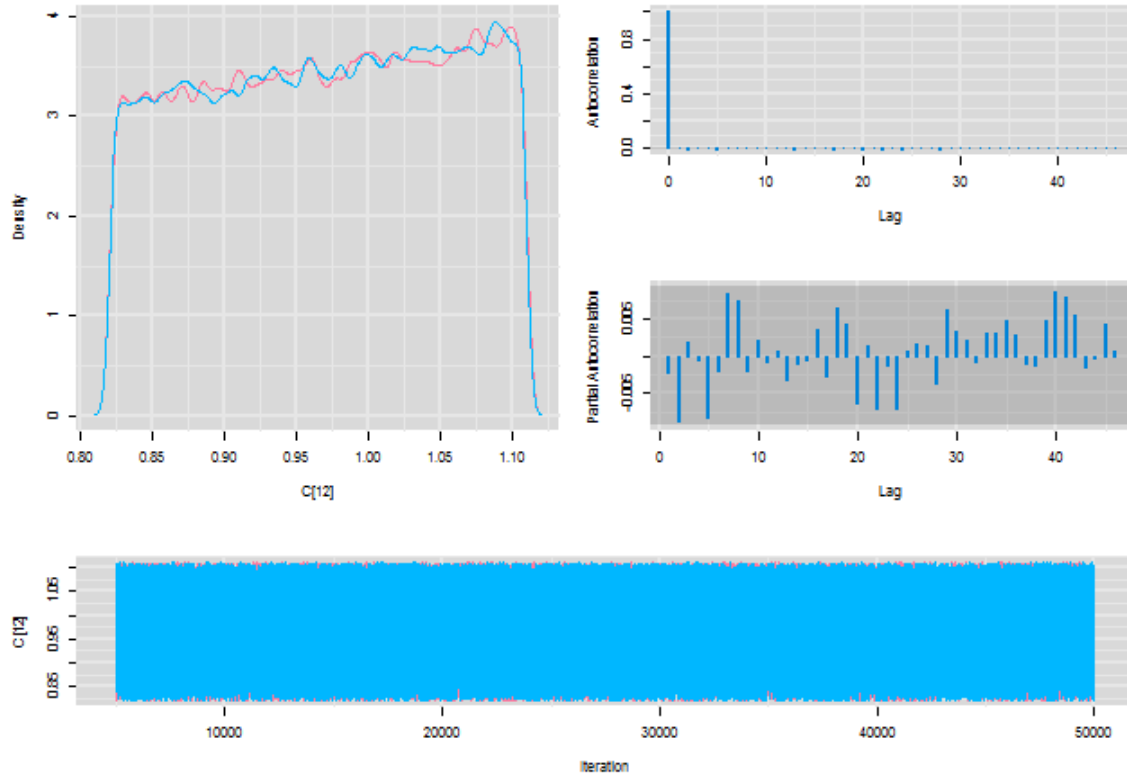 4
3
2
1
0
Density
0.80 0.85 0.90 0.95 1.00 1.05 1.10
C[12]
0.8
0.4
0.0
Autocorrelation
0 10 20 30 40
Lag
0.005
-0.005
Partial Autocorrelation
0 10 20 30 40
Lag
1.05
0.95
0.85
C[12]
10000 20000 30000 40000 50000
Iteration